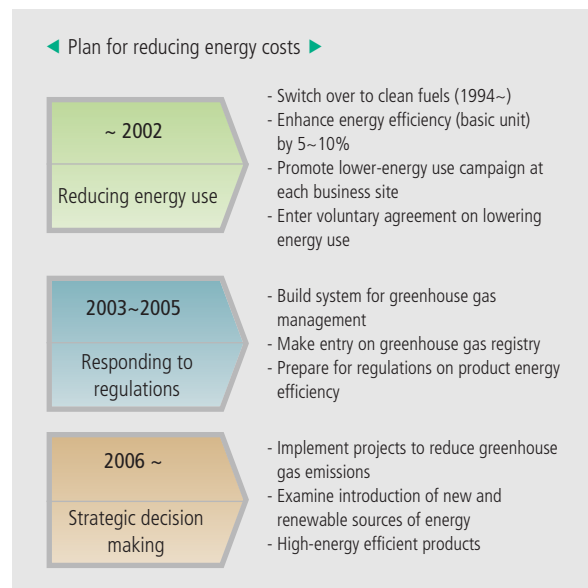 ◀ Plan for reducing energy costs ▶
~ 2002
Reducing energy use
- Switch over to clean fuels (1994~)
- Enhance energy efficiency (basic unit)
by 5~10%
- Promote lower-energy use campaign at
each business site
- Enter voluntary agreement on lowering
energy use
2003~2005
Responding to
regulations
- Build system for greenhouse gas
management
- Make entry on greenhouse gas registry
- Prepare for regulations on product energy
efficiency
2006 ~
Strategic decision
making
- Implement projects to reduce greenhouse
gas emissions
- Examine introduction of new and
renewable sources of energy
- High-energy efficient products